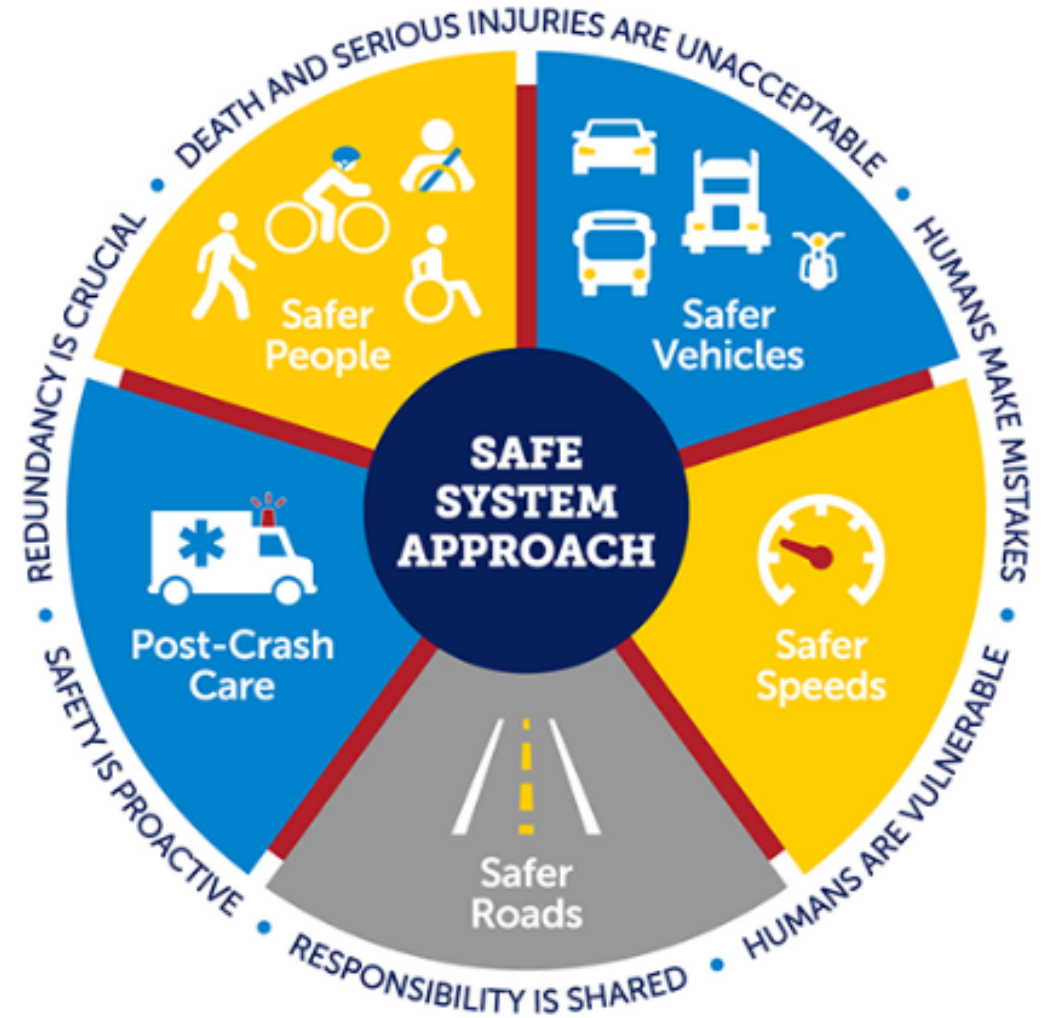 DEATH AND SERIOUS INJURIES ARE UNACCEPTABLE
HUMANS MAKE MISTAKES
HUMANS ARE VULNERABLE
RESPONSIBILITY IS SHARED
SAFETY IS PROACTIVE
REDUNDANCY IS CRUCIAL
Safer
People
Safer
Vehicles
SAFE
SYSTEM
APPROACH
Post-Crash
Care
Safer
Speeds
Safer
Roads